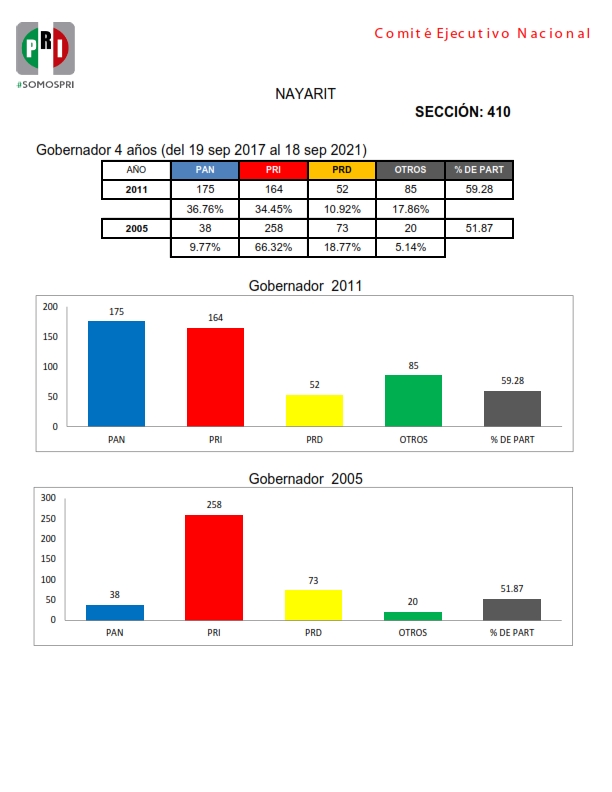 Comité Ejecutivo Nacional
PRI
#SOMOSPRI
NAYARIT
SECCIÓN: 410
Gobernador 4 años (del 19 sep 2017 al 18 sep 2021)
AÑO PAN PRI PRD OTROS % DE PART
2011 175 164 52 85 59.28
36.76% 34.45% 10.92% 17.86%
2005 38 258 73 20 51.87
9.77% 66.32% 18.77% 5.14%
Gobernador 2011
200
150
100
50
0
175 164 52 85 59.28
PAN PRI PRD OTROS % DE PART
Gobernador 2005
300
250
200
150
100
50
0
38 258 73 20 51.87
PAN PRI PRD OTROS % DE PART